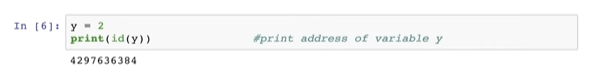 In [6]: y = 2
print(id(y)) #print address of variable y
4297636384